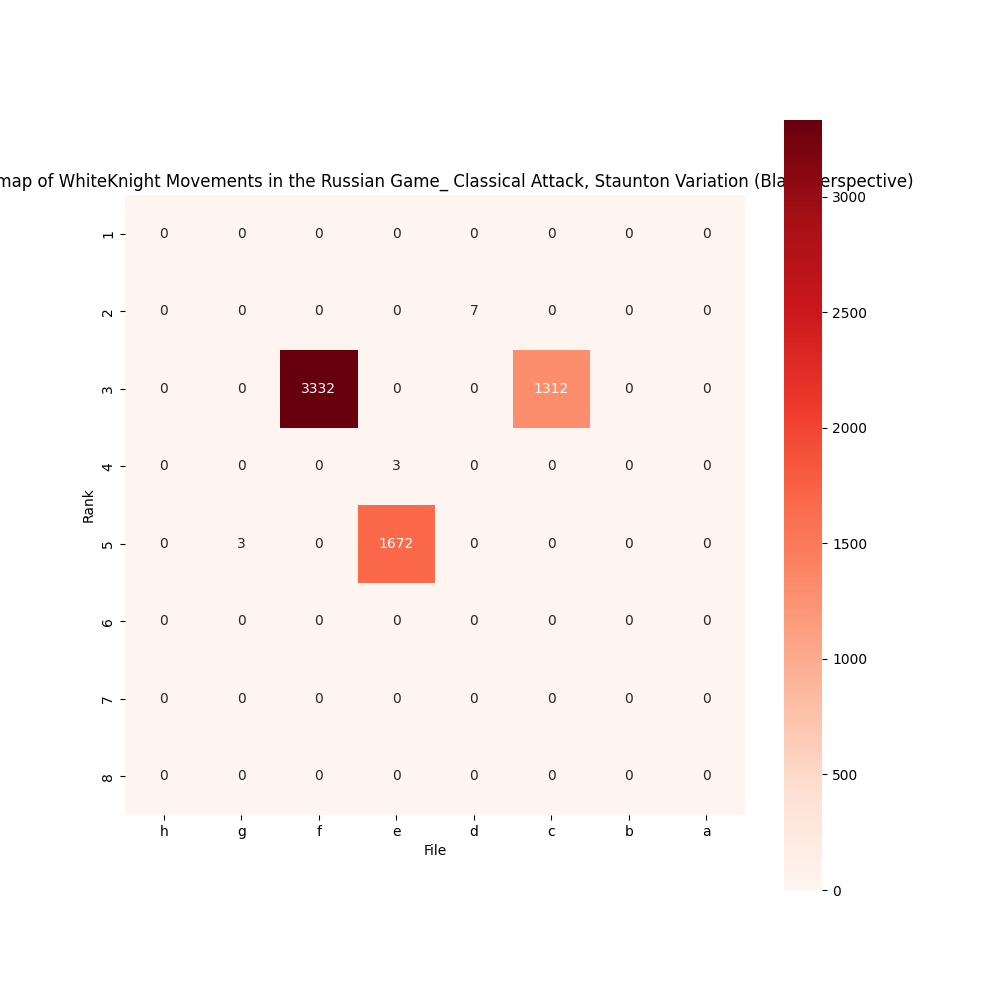 map of WhiteKnight Movements in the Russian Game_ Classical Attack, Staunton Variation (Bla erspective)
3000
2500
2000
1500
1000
500
0
Rank
1 0 0 0 0 0 0 0 0
2 0 0 0 0 7 0 0 0
3 0 0 3332 0 0 1312 0 0
4 0 0 0 3 0 0 0 0
5 0 3 0 1672 0 0 0 0
6 0 0 0 0 0 0 0 0
7 0 0 0 0 0 0 0 0
8 0 0 0 0 0 0 0 0
h g f e d c b a
File